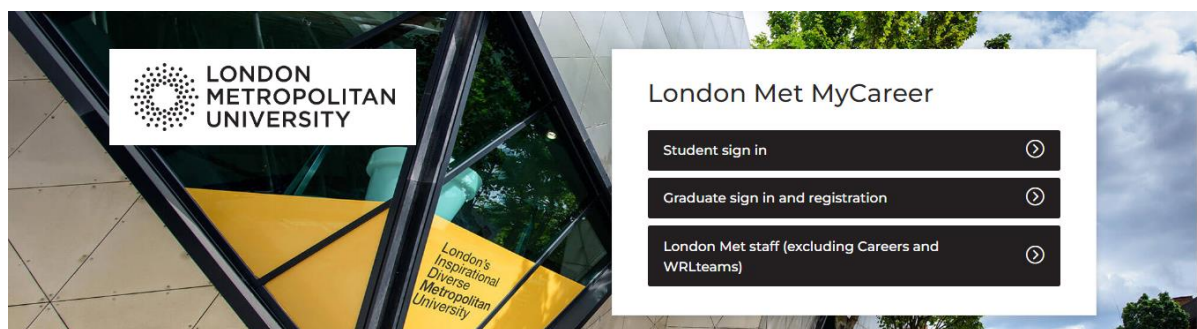 LONDON
METROPOLITAN
UNIVERSITY
London's
Inspirational
Diverse
Metropolitan
University
London Met MyCareer
Student sign in
Graduate sign in and registration
London Met staff (excluding Careers and
WRLteams)